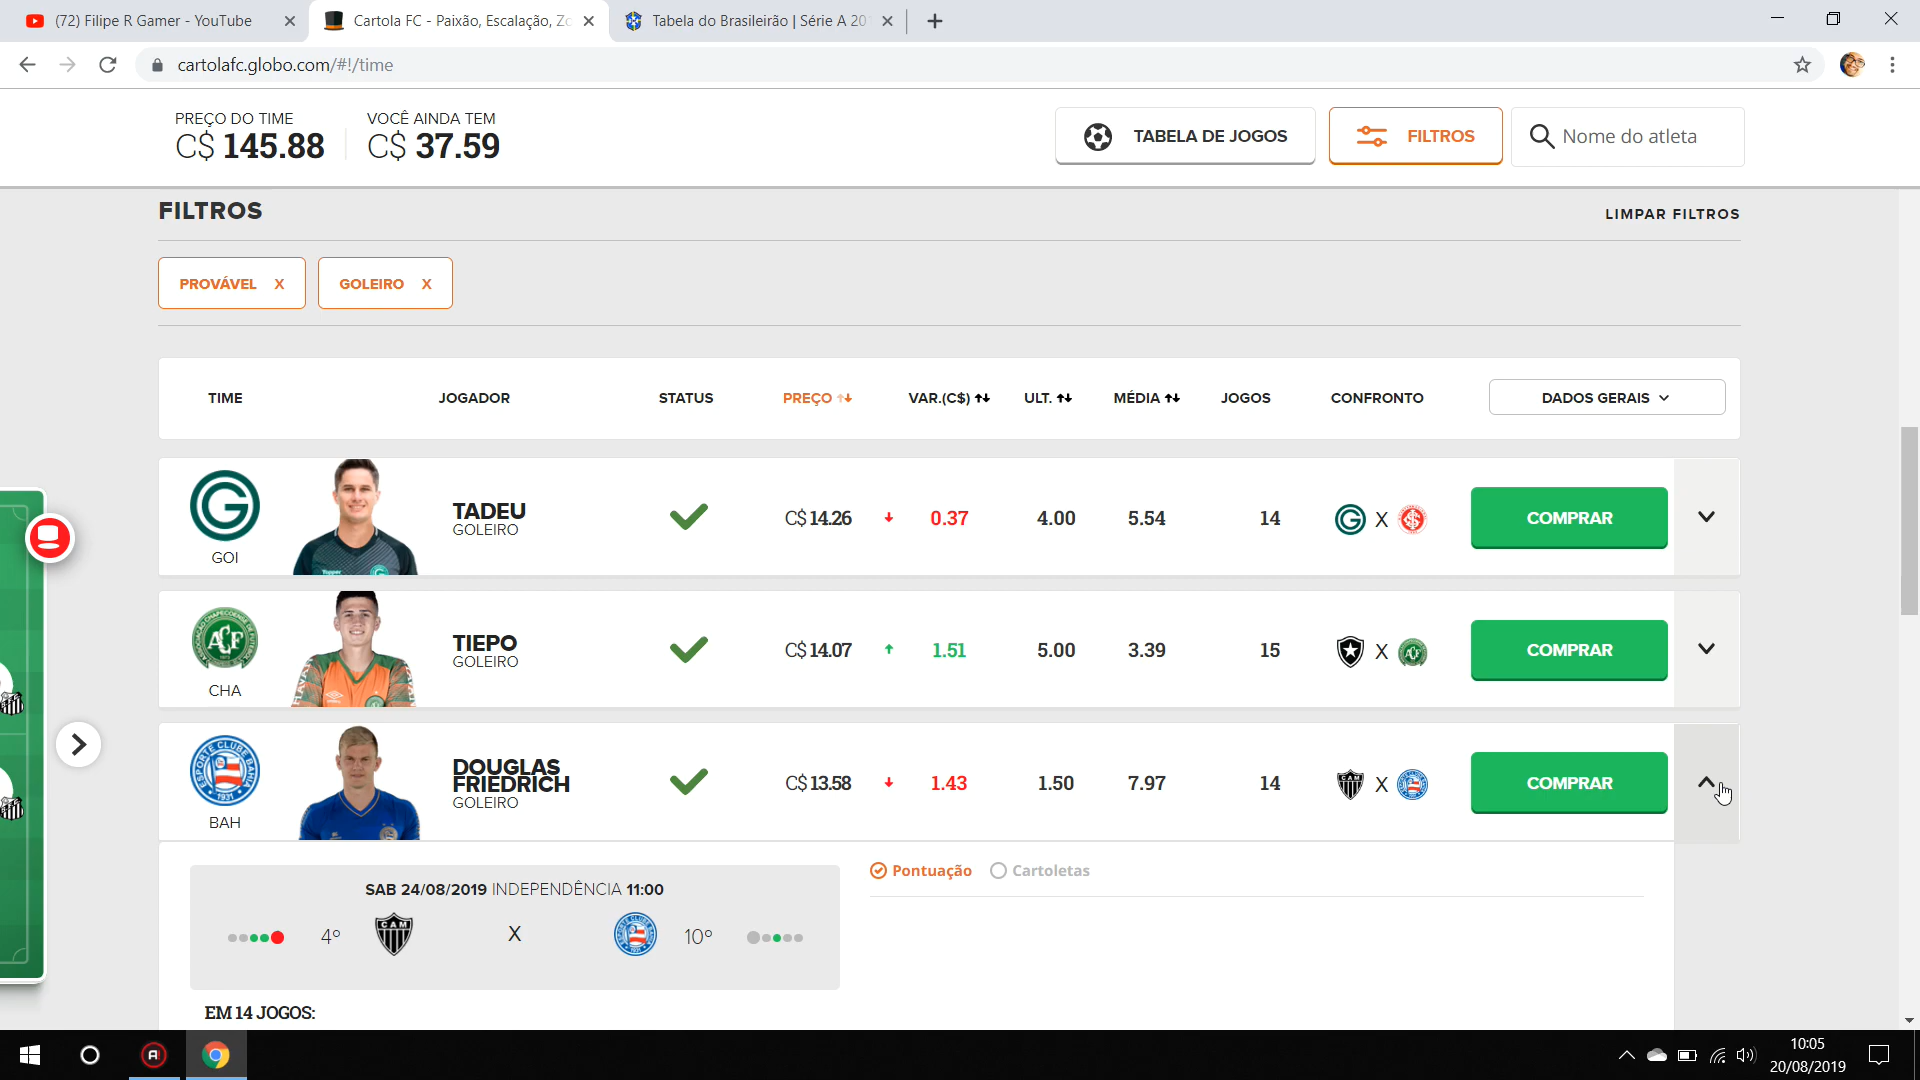 (72) Filipe R Gamer - YouTube
Cartola FC - Paixão, Escalação, Zo
Tabela do Brasileirão | Série A 20
cartolafc.globo.com/#!/time
PREÇO DO TIME
C$ 145.88
VOCÊ AINDA TEM
C$ 37.59
TABELA DE JOGOS
FILTROS
Nome do atleta
FILTROS
LIMPAR FILTROS
PROVÁVEL X
GOLEIRO X
TIME JOGADOR STATUS PREÇO VAR.(C$) ULT. MÉDIA JOGOS CONFRONTO DADOS GERAIS
GOI
TADEU
GOLEIRO
C$ 14.26 0.37 4.00 5.54 14 X COMPRAR
CHA
TIEPO
GOLEIRO
C$ 14.07 1.51 5.00 3.39 15 X COMPRAR
BAH
DOUGLAS
FRIEDRICH
GOLEIRO
C$ 13.58 1.43 1.50 7.97 14 X COMPRAR
SAB 24/08/2019 INDEPENDÊNCIA 11:00
4º CAM X 10º
Pontuação Cartoletas
EM 14 JOGOS:
10:05
20/08/2019